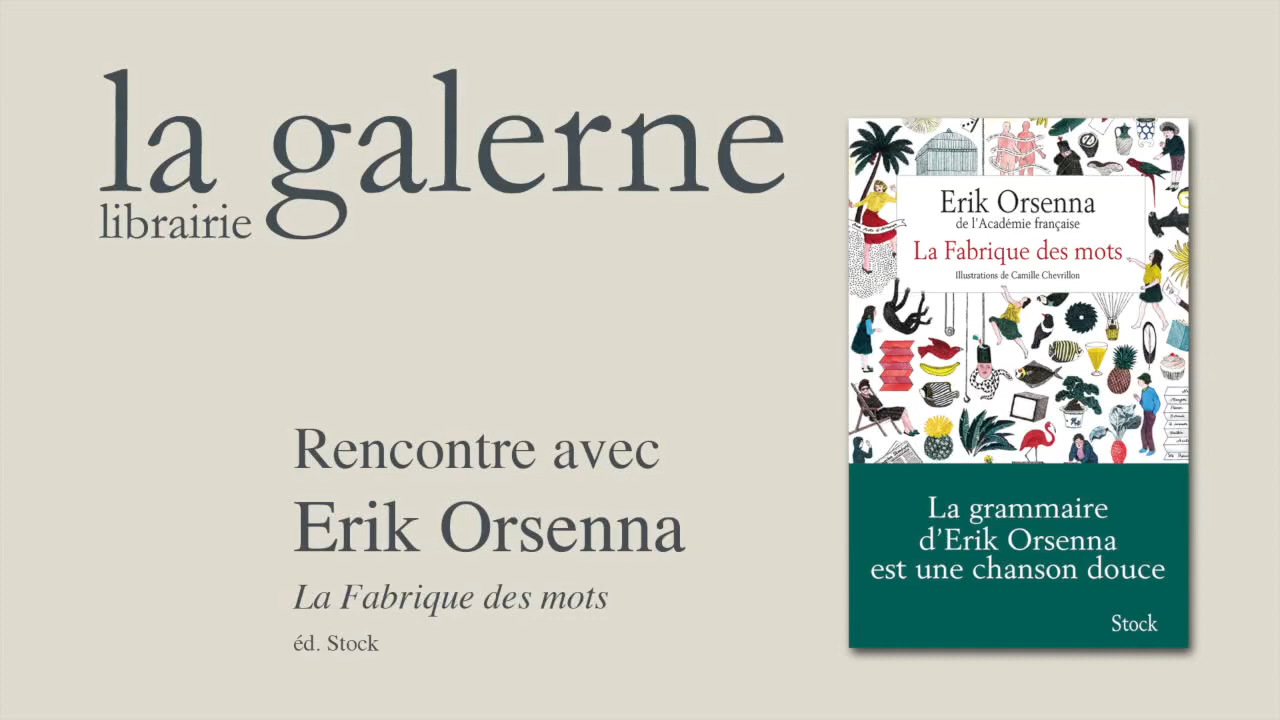 la galerne
librairie
Rencontre avec
Erik Orsenna
La Fabrique des mots
éd. Stock
Erik Orsenna
de l'Académie française
La Fabrique des mots
Illustrations de Camille Chevrillon
La grammaire
d'Erik Orsenna
est une chanson douce
Stock